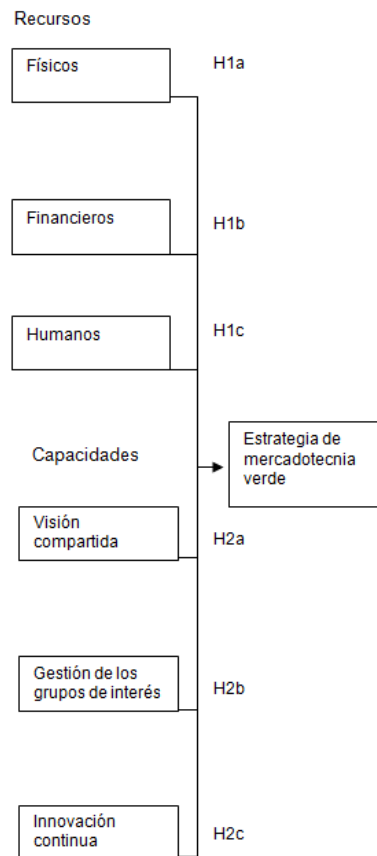 Recursos
Físicos
H1a
Financieros
H1b
Humanos
H1c
Capacidades
Estrategia de
mercadotecnia
verde
Visión
compartida
H2a
Gestión de los
grupos de interés
H2b
Innovación
continua
H2c